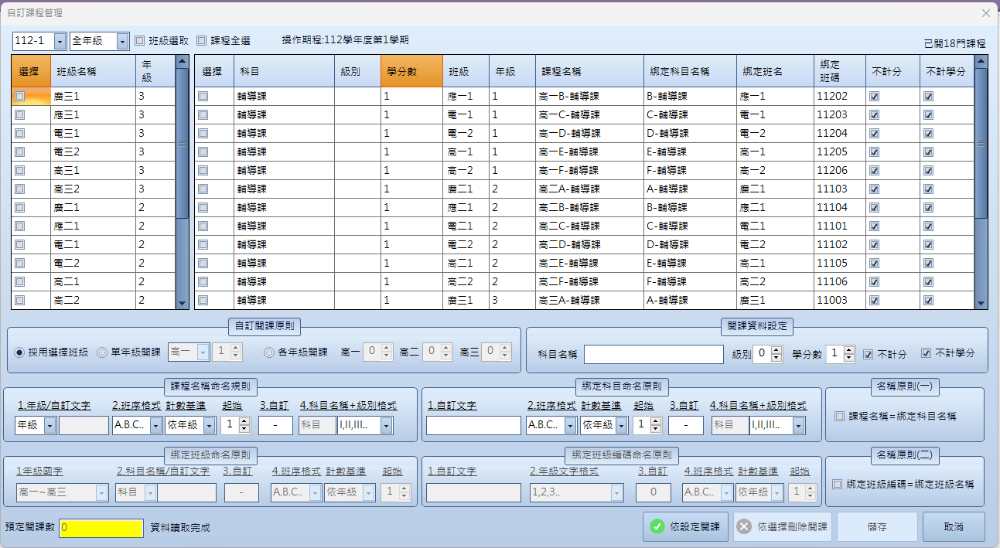 自訂課程管理
112-1 全年級 班級選取 課程全選 操作期程:112學年度第1學期 已開18門課程
選擇 班級名稱 年級
廣三1 3
應三1 3
電三1 3
電三2 3
高三1 3
高三2 3
廣二1 2
應二1 2
電二1 2
電二2 2
高二1 2
高二2 2
選擇 科目 級別 學分數 班級 年級 課程名稱 綁定科目名稱 綁定班名 綁定班碼 不計分 不計學分
輔導課 1 應一1 1 高一B-輔導課 B-輔導課 應一1 11202
輔導課 1 電一1 1 高一C-輔導課 C-輔導課 電一1 11203
輔導課 1 電一2 1 高一D-輔導課 D-輔導課 電一2 11204
輔導課 1 高一1 1 高一E-輔導課 E-輔導課 高一1 11205
輔導課 1 高一2 1 高一F-輔導課 F-輔導課 高一2 11206
輔導課 1 廣二1 2 高二A-輔導課 A-輔導課 廣二1 11103
輔導課 1 應二1 2 高二B-輔導課 B-輔導課 應二1 11104
輔導課 1 電二1 2 高二C-輔導課 C-輔導課 電二1 11101
輔導課 1 電二2 2 高二D-輔導課 D-輔導課 電二2 11102
輔導課 1 高二1 2 高二E-輔導課 E-輔導課 高二1 11105
輔導課 1 高二2 2 高二F-輔導課 F-輔導課 高二2 11106
輔導課 1 廣三1 3 高三A-輔導課 A-輔導課 廣三1 11003
自訂開課原則
採用選擇班級 單年級開課 高一 1 各年級開課 高一 0 高二 0 高三 0
開課資料設定
科目名稱 級別 0 學分數 1 不計分 不計學分
課程名稱命名規則
1.年級/自訂文字 2.班序格式 計數基準 起始 3.自訂 4.科目名稱+級別格式
年級 A.B.C.. 依年級 1 - 科目 I,II,III..
綁定科目命名原則
1.自訂文字 2.班序格式 計數基準 起始 3.自訂 4.科目名稱+級別格式
A.B.C.. 依年級 1 - 科目 I,II,III..
名稱原則(一)
課程名稱=綁定科目名稱
綁定班級命名原則
1年級國字 2.科目名稱/自訂文字 3.自訂 4.班序格式 計數基準 起始
高一~高三 科目 - A.B.C.. 依年級 1
綁定班級編碼命名原則
1.自訂文字 2.年級文字格式 3.自訂 4.班序格式 計數基準 起始
1,2,3.. 0 A.B.C.. 依年級 1
名稱原則(二)
綁定班級編碼=綁定班級名稱
預定開課數 0 資料讀取完成
依設定開課 依選擇刪除開課 儲存 取消